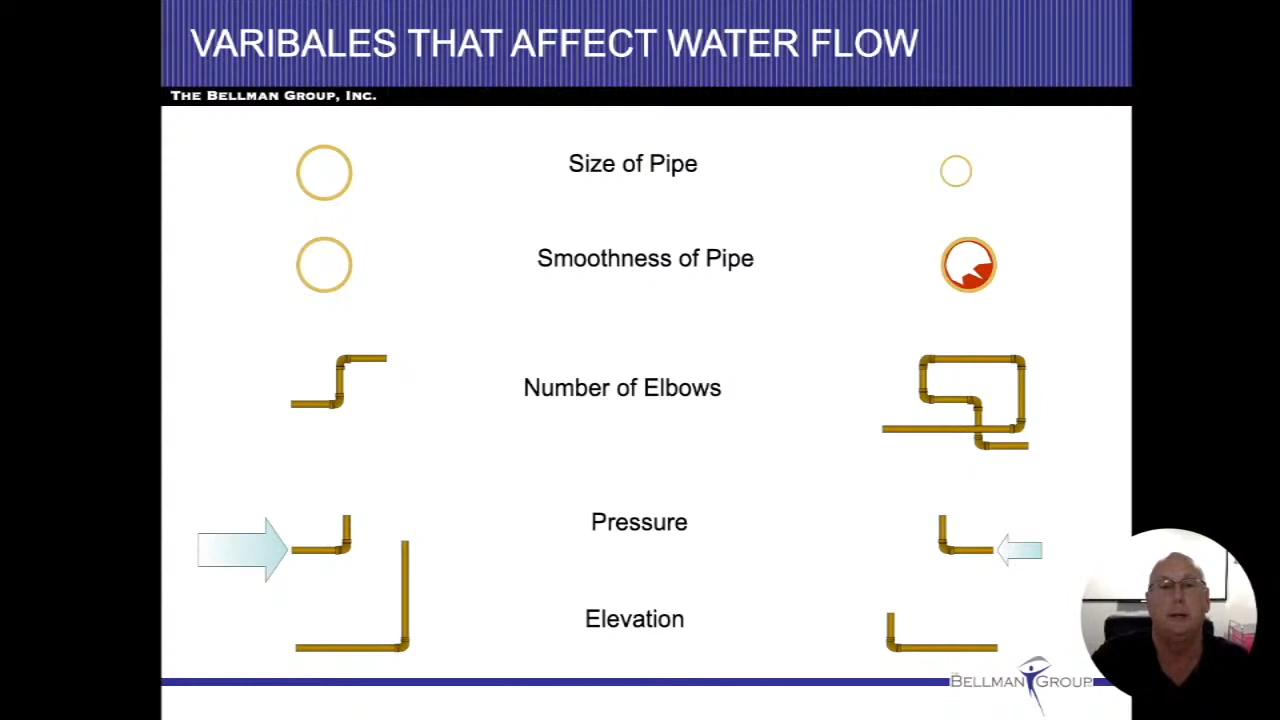 VARIBALES THAT AFFECT WATER FLOW
THE BELLMAN GROUP, INC.
Size of Pipe
Smoothness of Pipe
Number of Elbows
Pressure
Elevation
BELLMAN GROUP